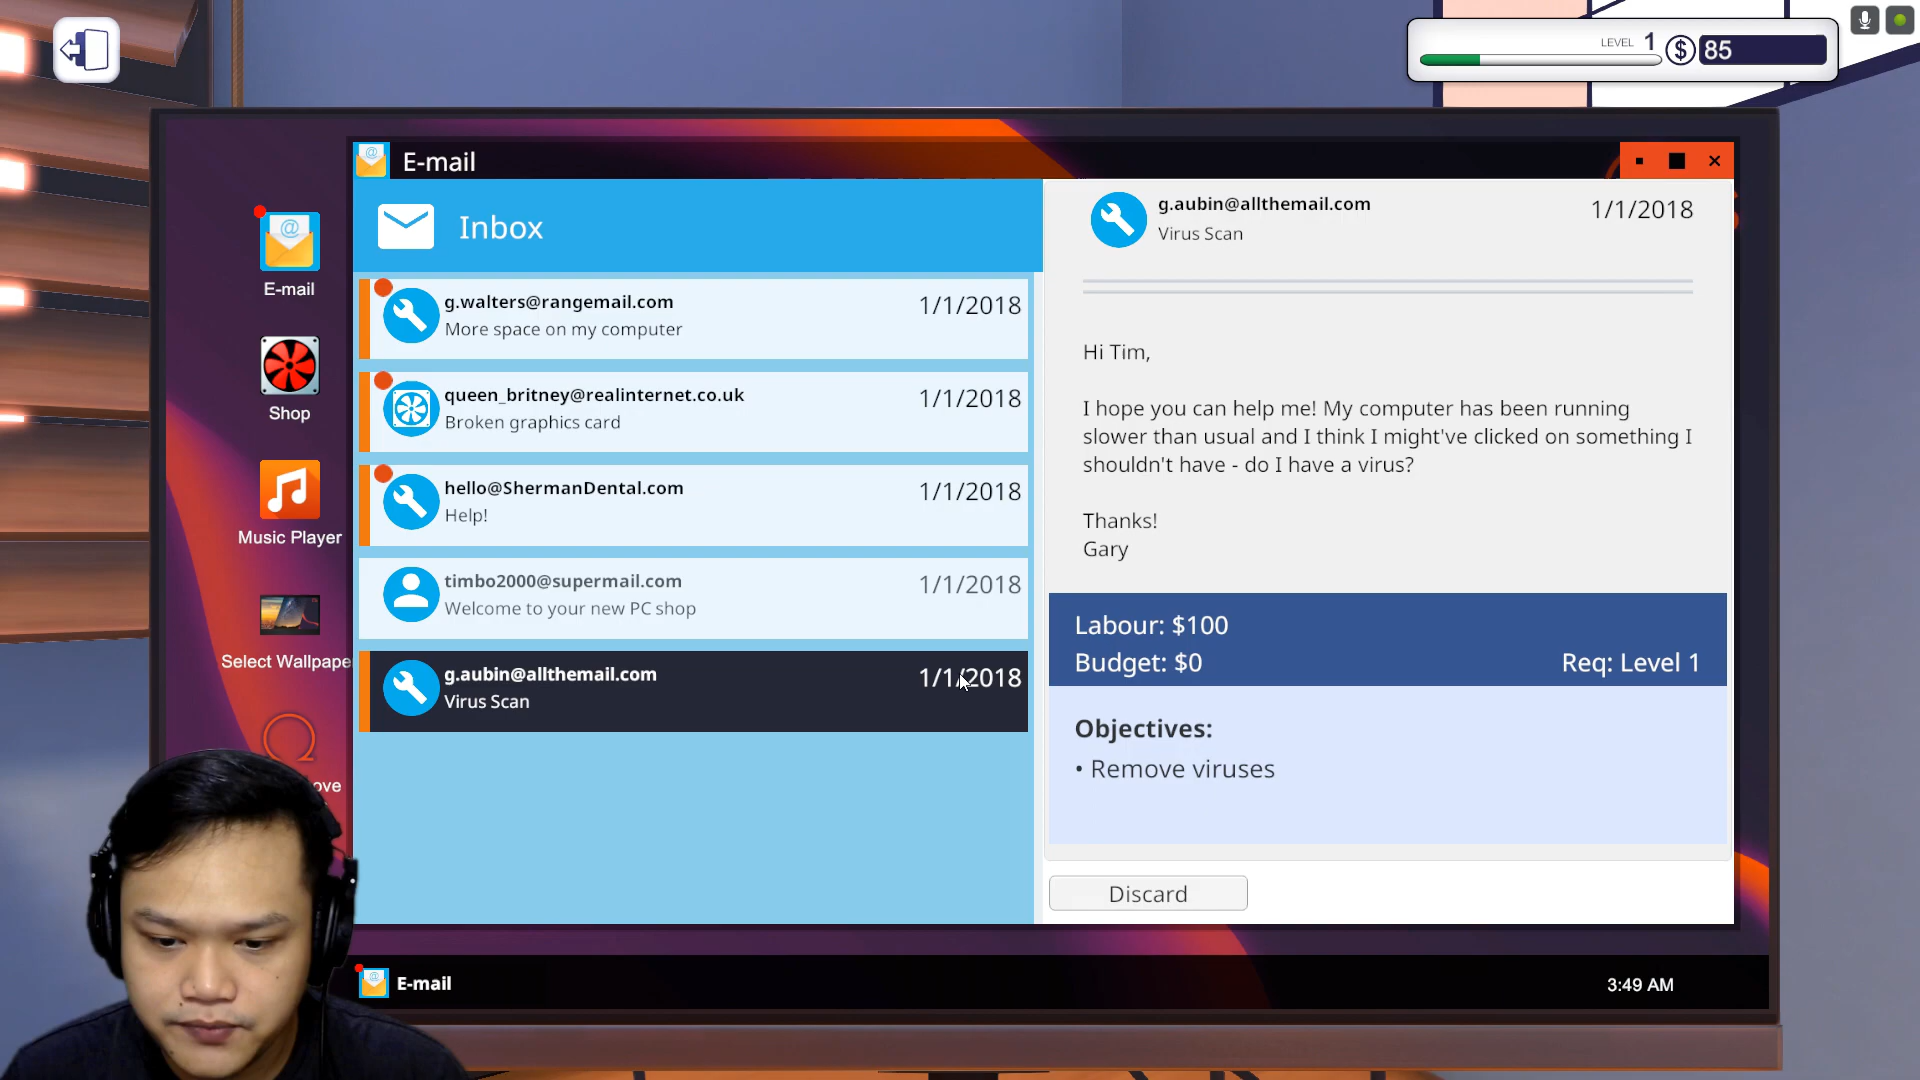 LEVEL 1
$ 85
E-mail
Inbox
g.walters@rangemail.com 1/1/2018
More space on my computer
queen_britney@realinternet.co.uk 1/1/2018
Broken graphics card
hello@ShermanDental.com 1/1/2018
Help!
timbo2000@supermail.com 1/1/2018
Welcome to your new PC shop
g.aubin@allthemail.com 1/1/2018
Virus Scan
g.aubin@allthemail.com 1/1/2018
Virus Scan
Hi Tim,
I hope you can help me! My computer has been running
slower than usual and I think I might've clicked on something I
shouldn't have - do I have a virus?
Thanks!
Gary
Labour: $100
Budget: $0 Req: Level 1
Objectives:
• Remove viruses
Discard
@
E-mail
Shop
Music Player
Select Wallpape
ove
E-mail
3:49 AM